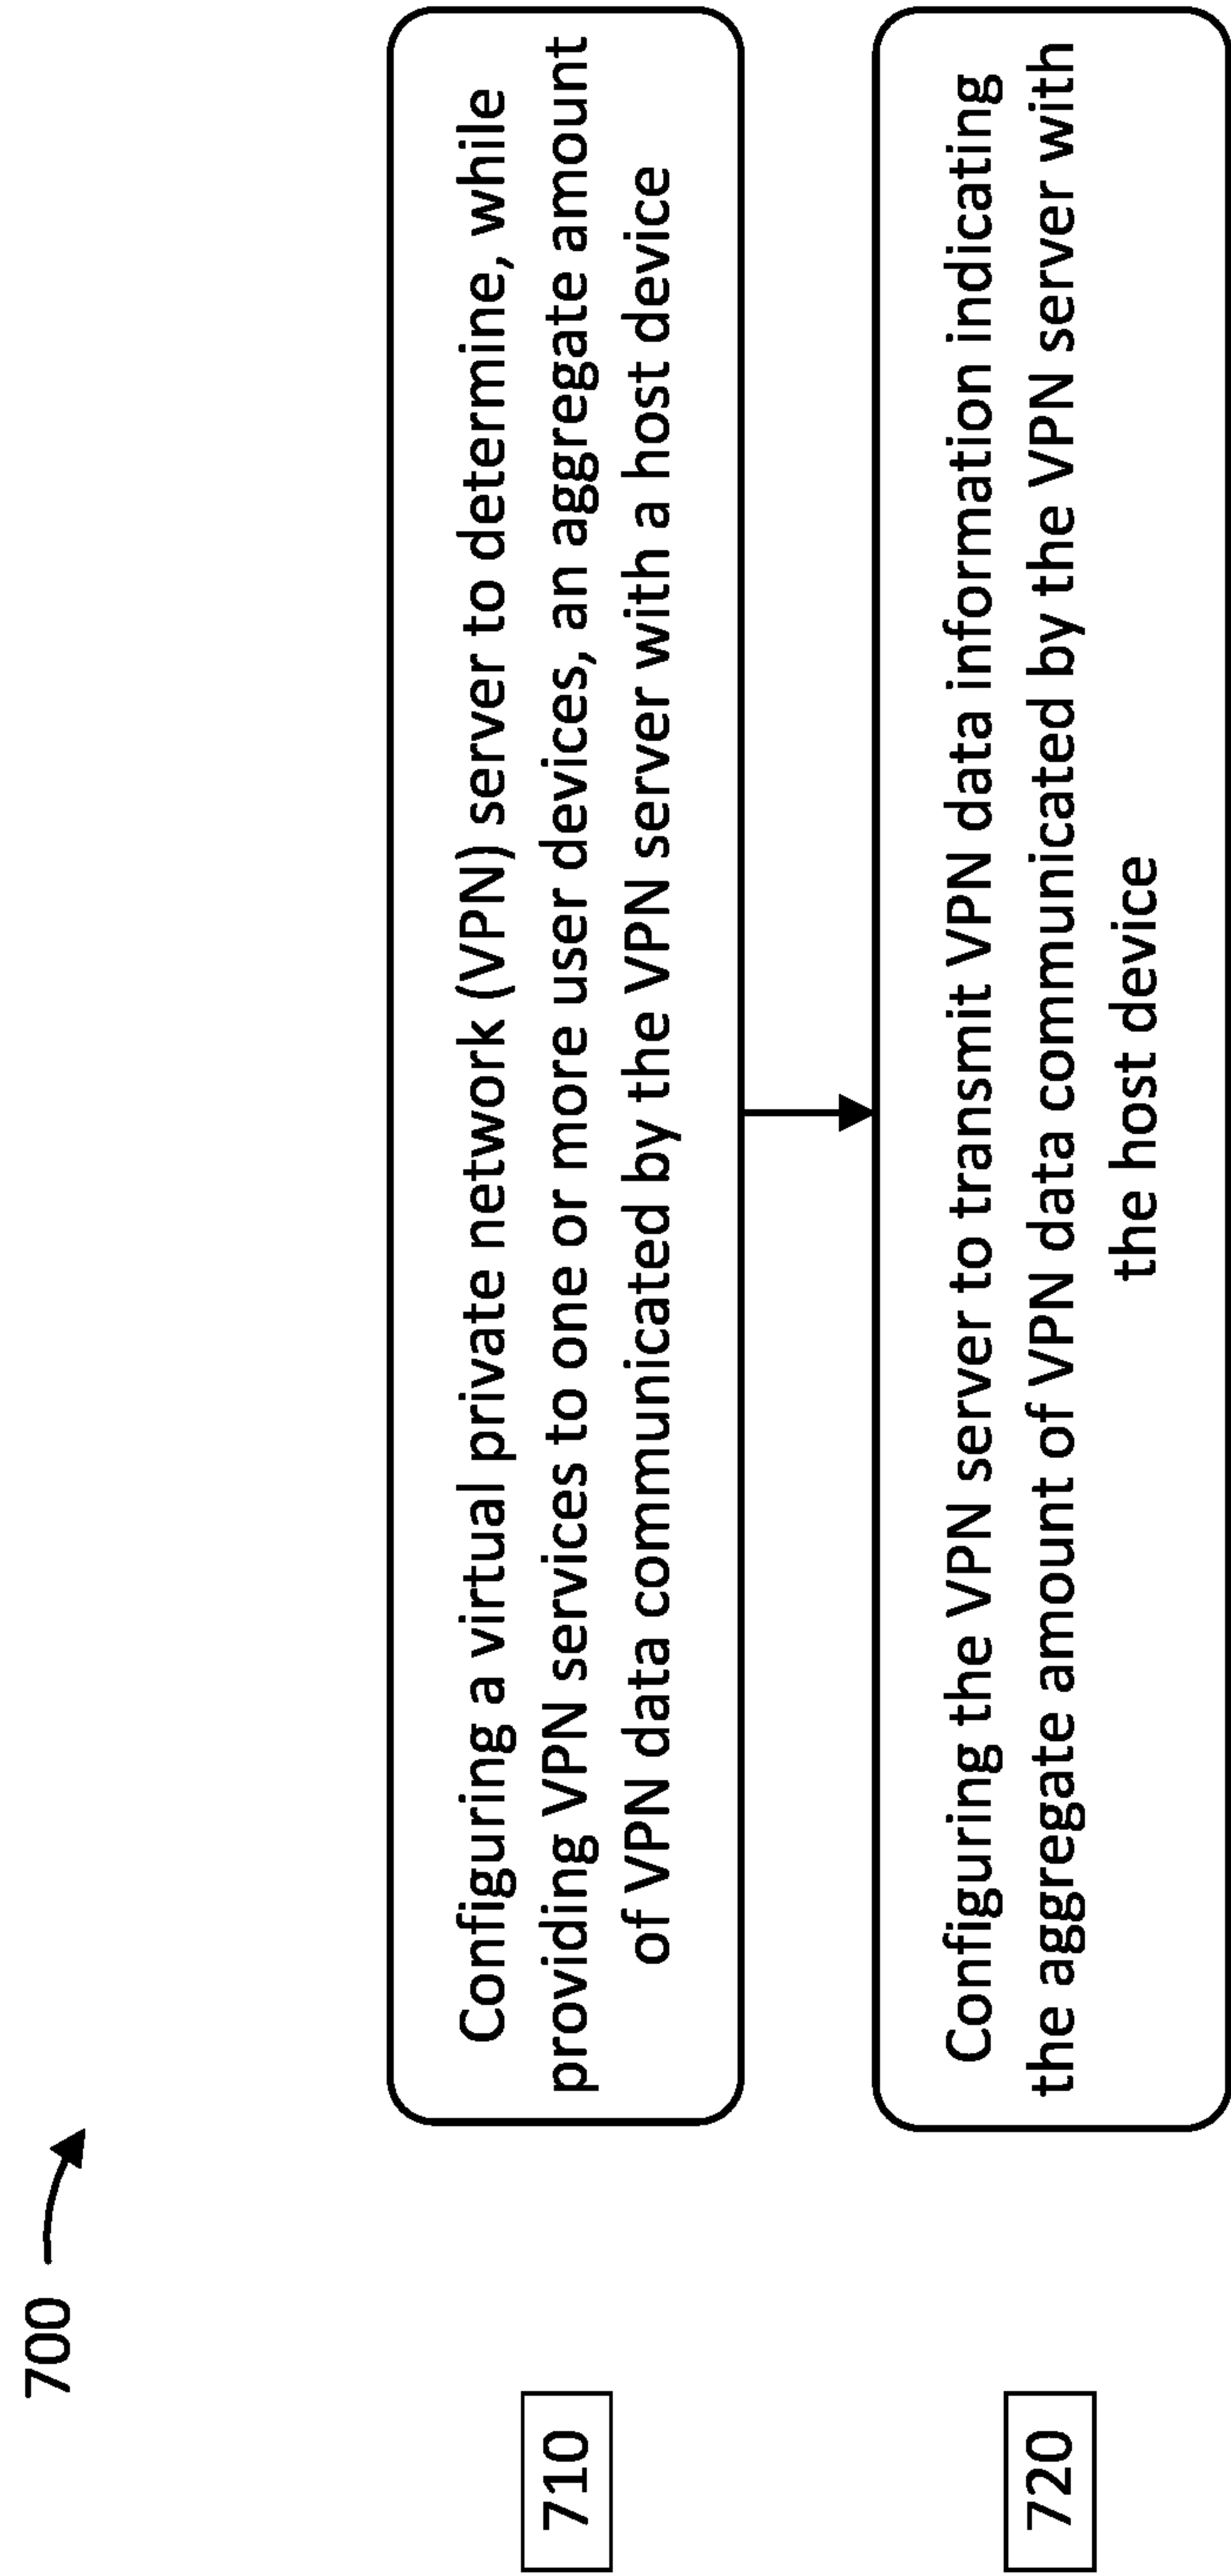 700
710
Configuring a virtual private network (VPN) server to determine, while
providing VPN services to one or more user devices, an aggregate amount
of VPN data communicated by the VPN server with a host device
720
Configuring the VPN server to transmit VPN data information indicating
the aggregate amount of VPN data communicated by the VPN server with
the host device